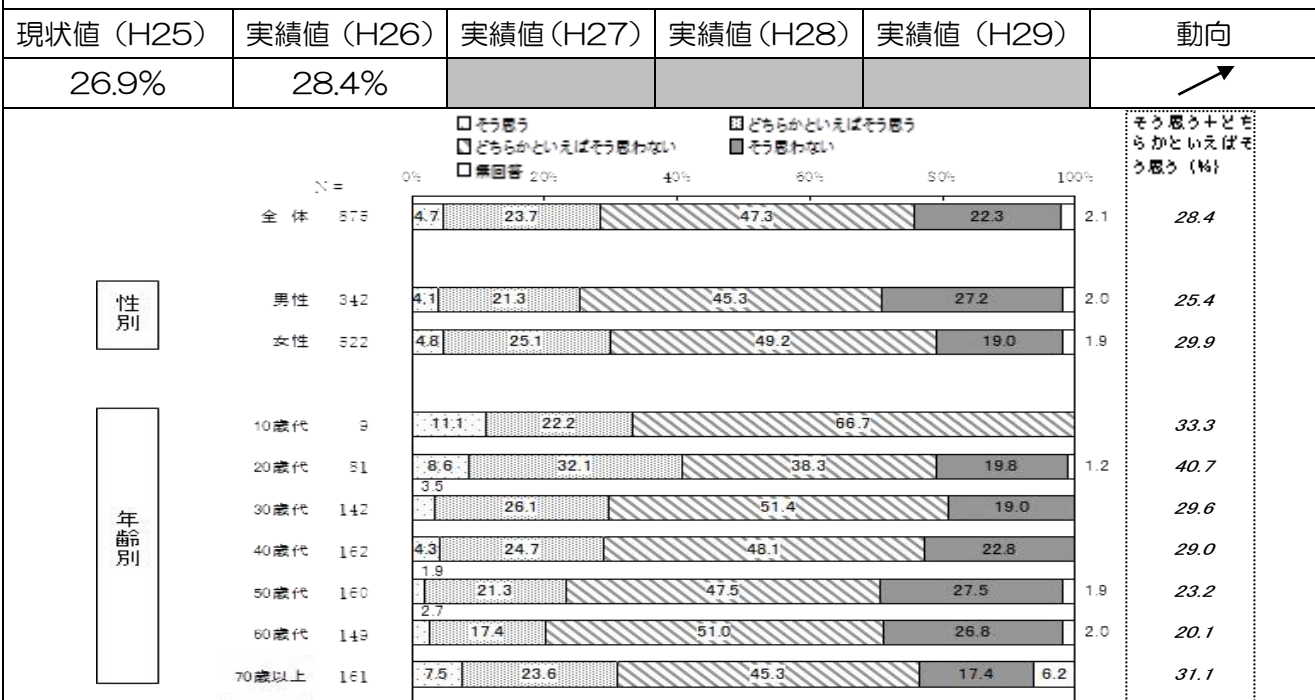 現状値（H25） 実績値（H26） 実績値（H27） 実績値（H28） 実績値（H29） 動向
26.9% 28.4%
□そう思う どちらかといえばそう思う
どちらかといえばそう思わない そう思わない
□無回答
そう思う＋どち
らかといえばそ
う思う（%）
N = 0% 20% 40% 60% 80% 100%
全 体 4.7 23.7 47.3 22.3 2.1 28.4
性別
男性 342 4.1 21.3 45.3 27.2 2.0 25.4
女性 522 4.8 25.1 49.2 19.0 1.9 29.9
年齢別
10歳代 9 11.1 22.2 66.7 33.3
20歳代 81 8.6 32.1 38.3 19.8 1.2 40.7
30歳代 142 3.5 26.1 51.4 19.0 29.6
40歳代 162 4.3 24.7 48.1 22.8 29.0
50歳代 160 1.9 21.3 47.5 27.5 1.9 23.2
60歳代 149 2.7 17.4 51.0 26.8 2.0 20.1
70歳以上 161 7.5 23.6 45.3 17.4 6.2 31.1